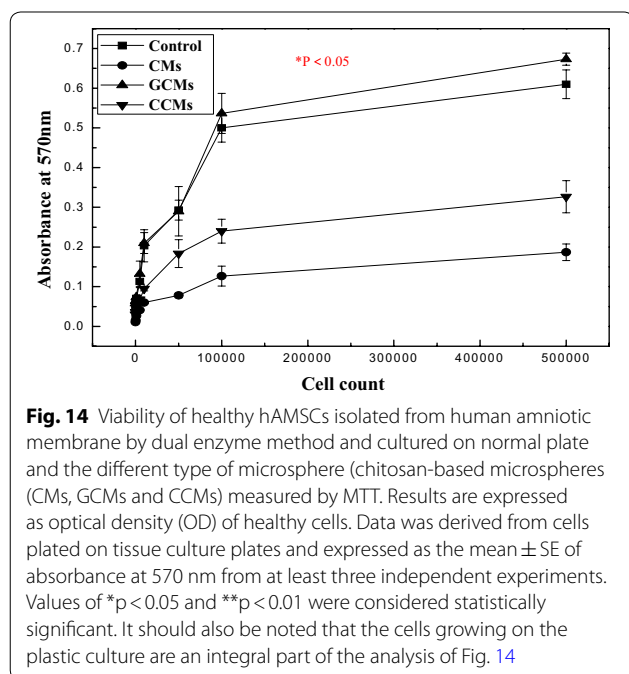 Control
CMs
GCMs
CCMs
*P < 0.05
0.7
0.6
0.5
0.4
0.3
0.2
0.1
0.0
Absorbance at 570nm
0 100000 200000 300000 400000 500000
Cell count
Fig. 14 Viability of healthy hAMSCs isolated from human amniotic
membrane by dual enzyme method and cultured on normal plate
and the different type of microsphere (chitosan-based microspheres
(CMs, GCMs and CCMs) measured by MTT. Results are expressed
as optical density (OD) of healthy cells. Data was derived from cells
plated on tissue culture plates and expressed as the mean ± SE of
absorbance at 570 nm from at least three independent experiments.
Values of *p < 0.05 and **p < 0.01 were considered statistically
significant. It should also be noted that the cells growing on the
plastic culture are an integral part of the analysis of Fig. 14